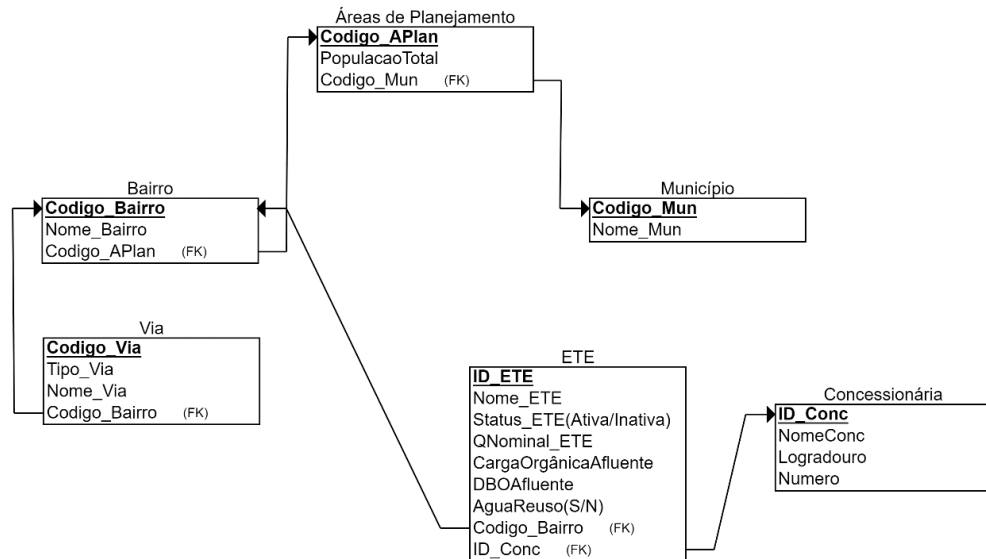 Áreas de Planejamento
Codigo_APlan
PopulacaoTotal
Codigo_Mun (FK)
Bairro
Codigo_Bairro
Nome_Bairro
Codigo_APlan (FK)
Município
Codigo_Mun
Nome_Mun
Via
Codigo_Via
Tipo_Via
Nome_Via
Codigo_Bairro (FK)
ETE
ID_ETE
Nome_ETE
Status_ETE(Ativa/Inativa)
QNominal_ETE
CargaOrgânicaAfluente
DBOAfluente
AguaReuso(S/N)
Codigo_Bairro (FK)
ID_Conc (FK)
Concessionária
ID_Conc
NomeConc
Logradouro
Numero